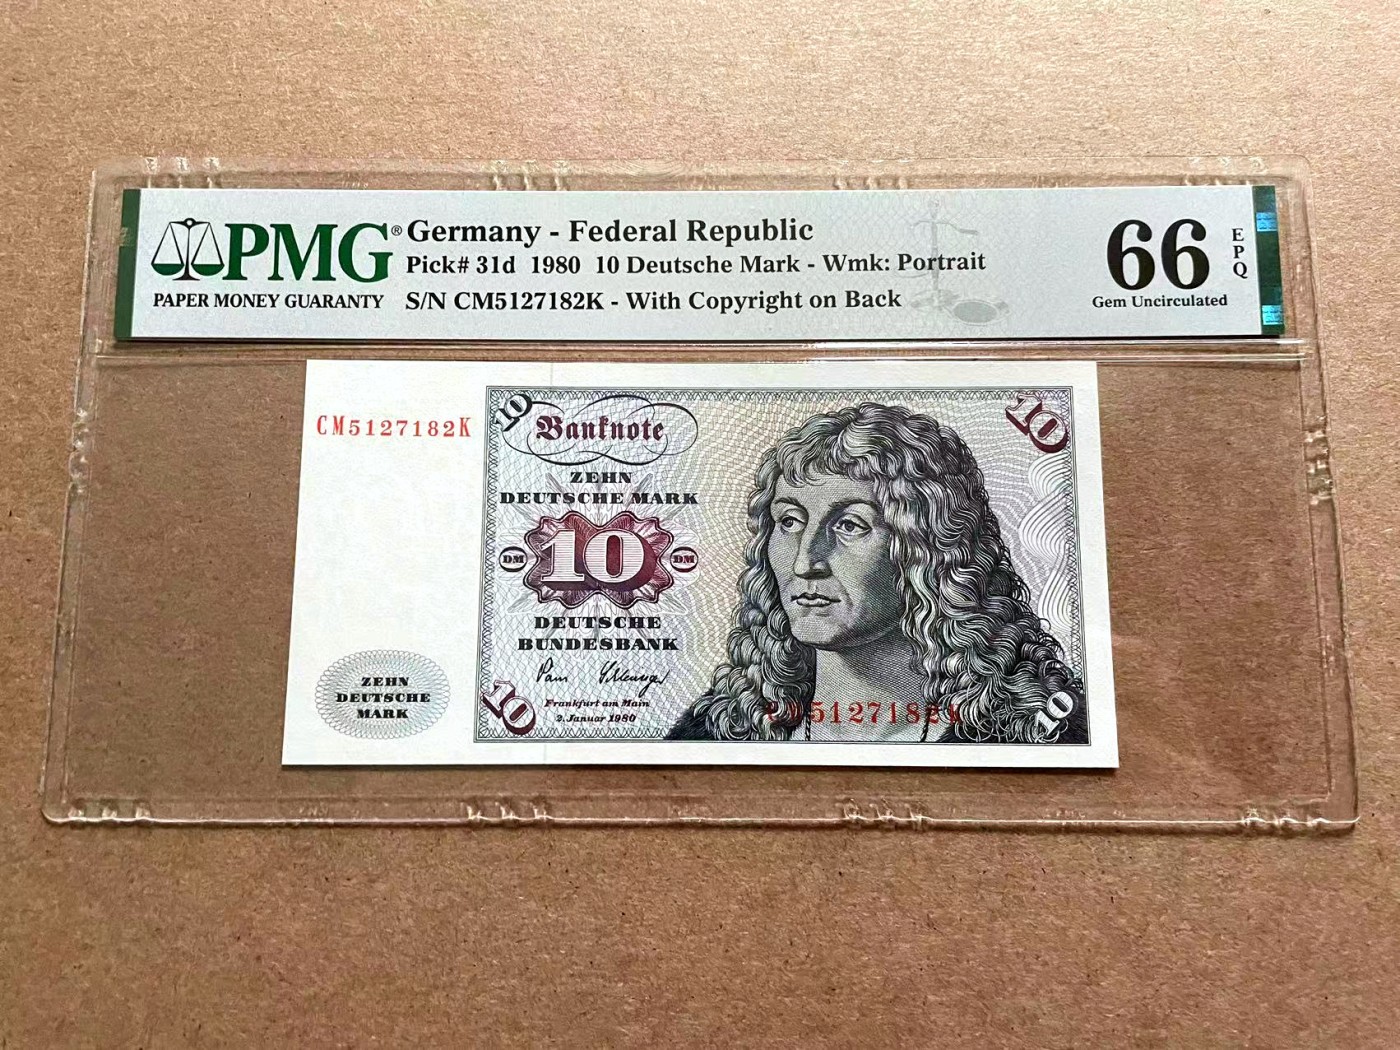 PMG®
PAPER MONEY GUARANTY
Germany - Federal Republic
Pick# 31d 1980 10 Deutsche Mark - Wmk: Portrait
S/N CM5127182K - With Copyright on Back
66
Gem Uncirculated
EPQ
CM5127182K
10
Banknote
10
ZEHN
DEUTSCHE MARK
DM
10
DM
DEUTSCHE
BUNDESBANK
ZEHN
DEUTSCHE
MARK
10
Frankfurt am Main
2. Januar 1980
CM5127182K
10